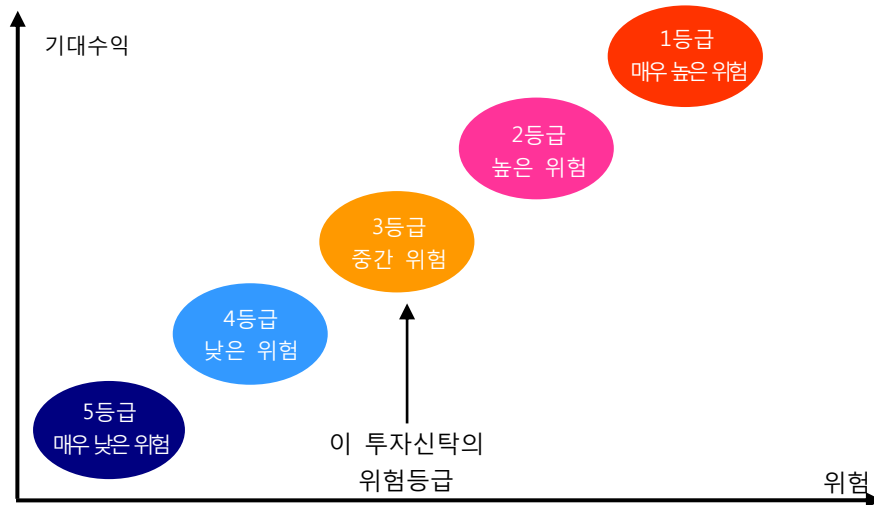 기대수익
1등급
매우 높은 위험
2등급
높은 위험
3등급
중간 위험
4등급
낮은 위험
5등급
매우 낮은 위험
이 투자신탁의
위험등급
위험